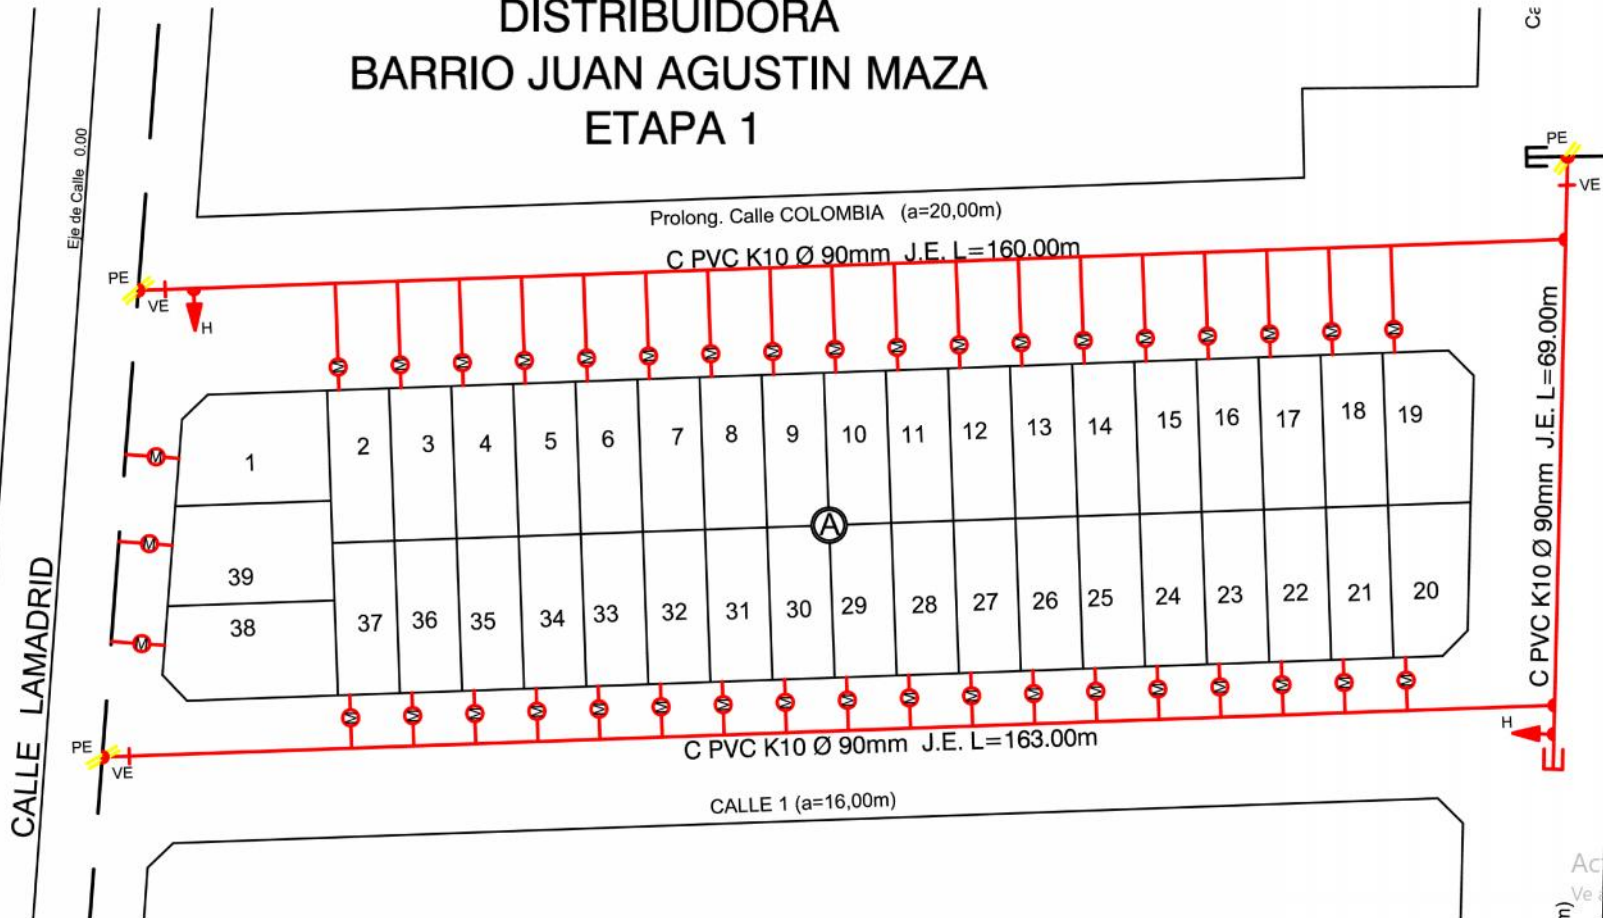 DISTRIBUIDORA
BARRIO JUAN AGUSTIN MAZA
ETAPA 1
Eje de Calle 0.00
PE
VE
Prolong. Calle COLOMBIA (a=20,00m)
C PVC K10 Ø 90mm J.E. L=160.00m
PE
VE
H
M M M M M M M M M M M M M M M M M M
1 2 3 4 5 6 7 8 9 10 11 12 13 14 15 16 17 18 19
M
M
M
A
39
38 37 36 35 34 33 32 31 30 29 28 27 26 25 24 23 22 21 20
M M M M M M M M M M M M M M M M M M
C PVC K10 Ø 90mm J.E. L=69.00m
H
PE
VE
C PVC K10 Ø 90mm J.E. L=163.00m
CALLE 1 (a=16,00m)
CALLE LAMADRID